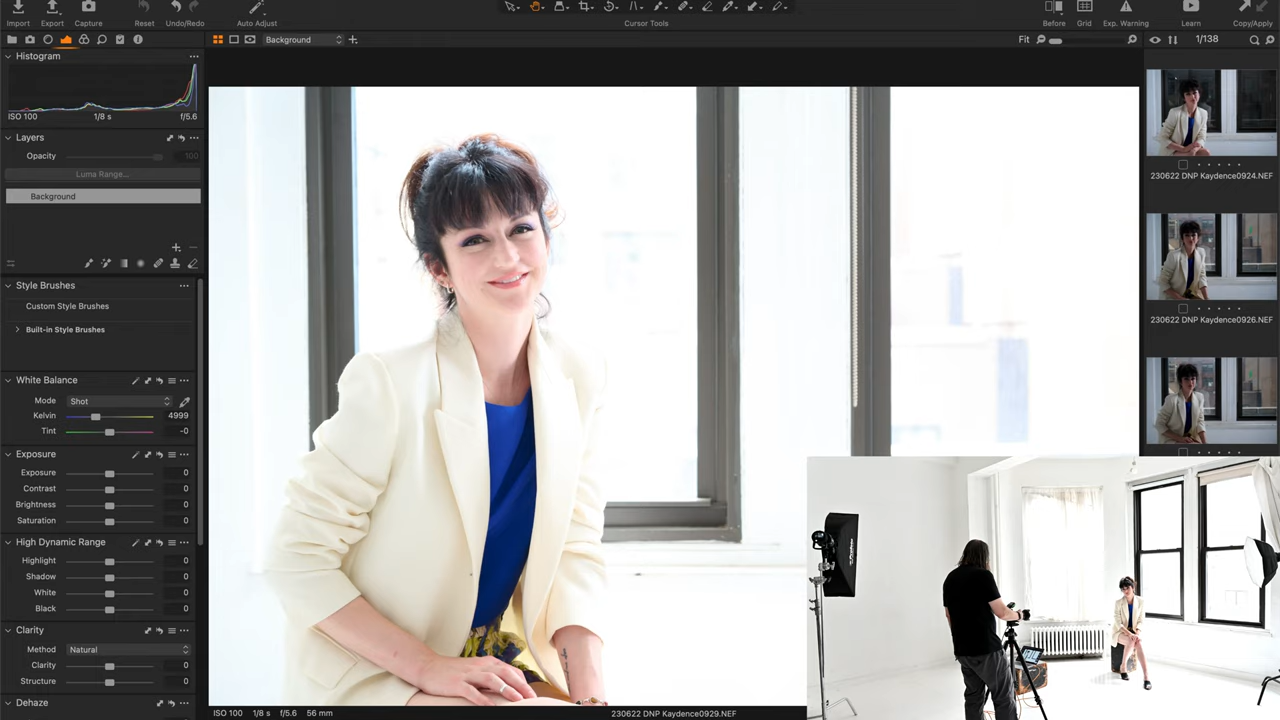 Import Export Capture Reset Undo/Redo Auto Adjust Cursor Tools Before Grid Exp. Warning Learn Copy/Apply
Background Fit 1/138
Histogram
ISO 100 1/8 s f/5.6
Layers
Opacity 100
Luma Range...
Background
Style Brushes
Custom Style Brushes
Built-in Style Brushes
White Balance
Mode Shot
Kelvin 4999
Tint -0
Exposure
Exposure 0
Contrast 0
Brightness 0
Saturation 0
High Dynamic Range
Highlight 0
Shadow 0
White 0
Black 0
Clarity
Method Natural
Clarity 0
Structure 0
Dehaze
230622 DNP Kaydence0924.NEF
230622 DNP Kaydence0926.NEF
ISO 100 1/8 s f/5.6 56 mm 230622 DNP Kaydence0929.NEF